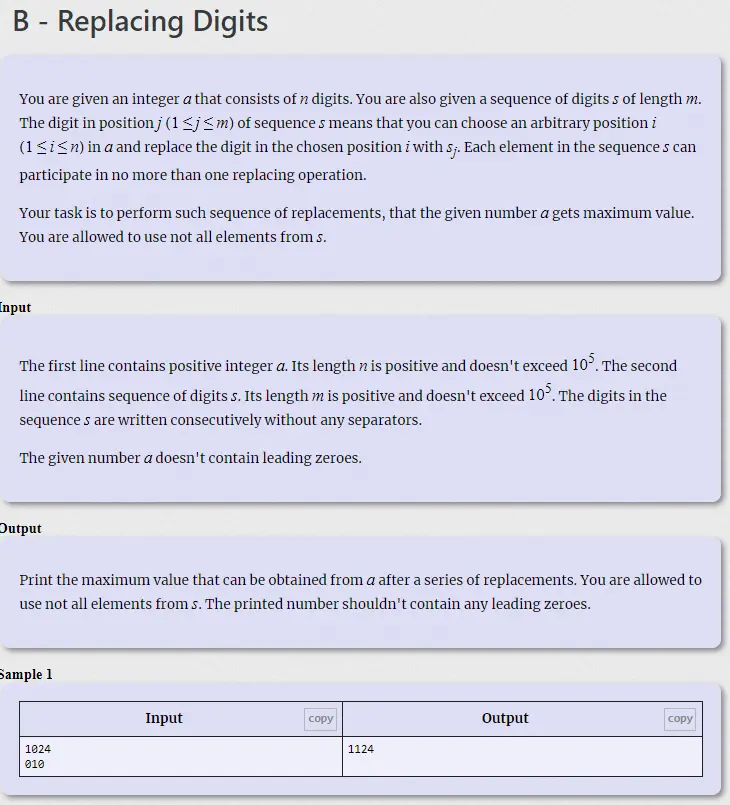 B - Replacing Digits
You are given an integer a that consists of n digits. You are also given a sequence of digits s of length m.
The digit in position j (1 ≤ j ≤ m) of sequence s means that you can choose an arbitrary position i
(1 ≤ i ≤ n) in a and replace the digit in the chosen position i with sj. Each element in the sequence s can
participate in no more than one replacing operation.
Your task is to perform such sequence of replacements, that the given number a gets maximum value.
You are allowed to use not all elements from s.
Input
The first line contains positive integer a. Its length n is positive and doesn't exceed 10^5. The second
line contains sequence of digits s. Its length m is positive and doesn't exceed 10^5. The digits in the
sequence s are written consecutively without any separators.
The given number a doesn't contain leading zeroes.
Output
Print the maximum value that can be obtained from a after a series of replacements. You are allowed to
use not all elements from s. The printed number shouldn't contain any leading zeroes.
Sample 1
Input copy Output copy
1024 1124
010